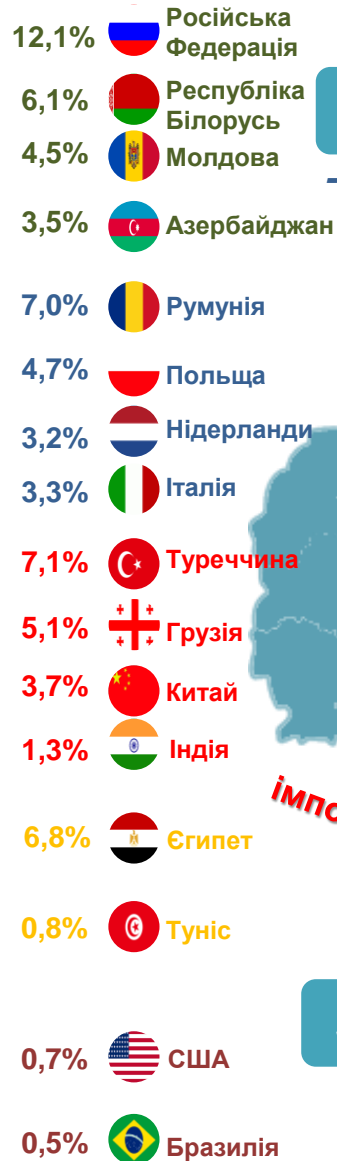 12,1% Російська
Федерація
6,1% Республіка
Білорусь
4,5% Молдова
3,5% Азербайджан
7,0% Румунія
4,7% Польща
3,2% Нідерланди
3,3% Італія
7,1% Туреччина
5,1% Грузія
3,7% Китай
1,3% Індія
імпо
6,8% Єгипет
0,8% Туніс
0,7% США
0,5% Бразилія